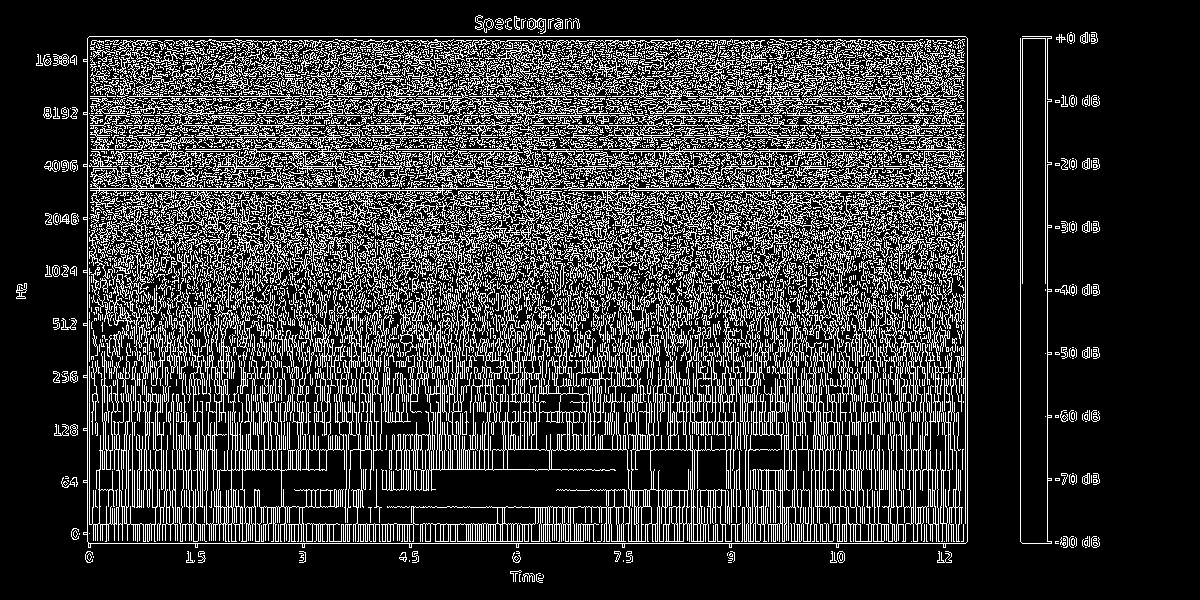 Spectrogram
16384
8192
4096
2048
1024
512
256
128
64
0
Hz
0 1.5 3 4.5 6 7.5 9 10 12
Time
+0 dB
-10 dB
-20 dB
-30 dB
-40 dB
-50 dB
-60 dB
-70 dB
-80 dB